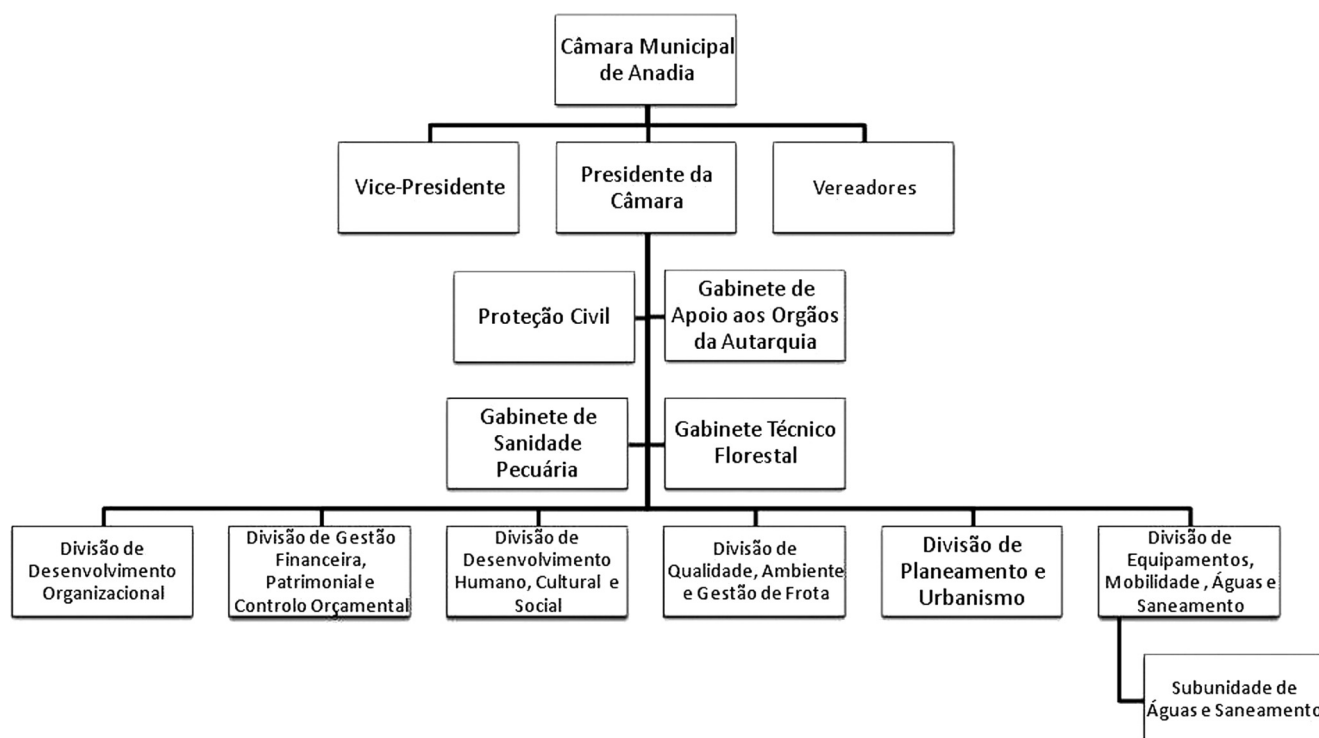 Câmara Municipal
de Anadia
Vice-Presidente
Presidente da
Câmara
Vereadores
Proteção Civil
Gabinete de
Apoio aos Orgãos
da Autarquia
Gabinete de
Sanidade
Pecuária
Gabinete Técnico
Florestal
Divisão de
Desenvolvimento
Organizacional
Divisão de Gestão
Financeira,
Patrimonial e
Controlo Orçamental
Divisão de
Desenvolvimento
Humano, Cultural e
Social
Divisão de
Qualidade, Ambiente
e Gestão de Frota
Divisão de
Planeamento e
Urbanismo
Divisão de
Equipamentos,
Mobilidade , Águas e
Saneamento
Subunidade de
Águas e Saneamento